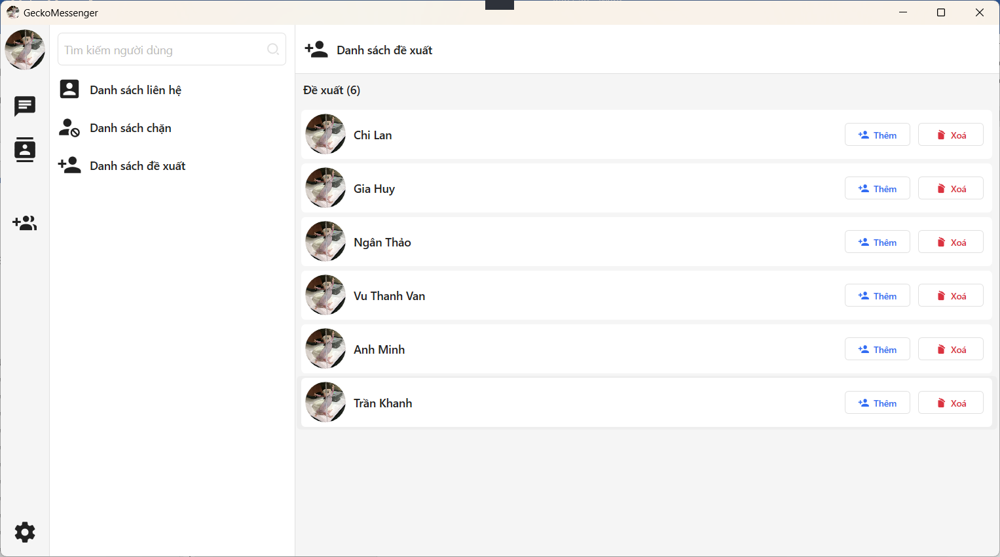 GeckoMessenger
Tìm kiếm người dùng
Danh sách liên hệ
Danh sách chặn
Danh sách đề xuất
Danh sách đề xuất
Đề xuất (6)
Chi Lan Thêm Xoá
Gia Huy Thêm Xoá
Ngân Thảo Thêm Xoá
Vu Thanh Van Thêm Xoá
Anh Minh Thêm Xoá
Trần Khanh Thêm Xoá